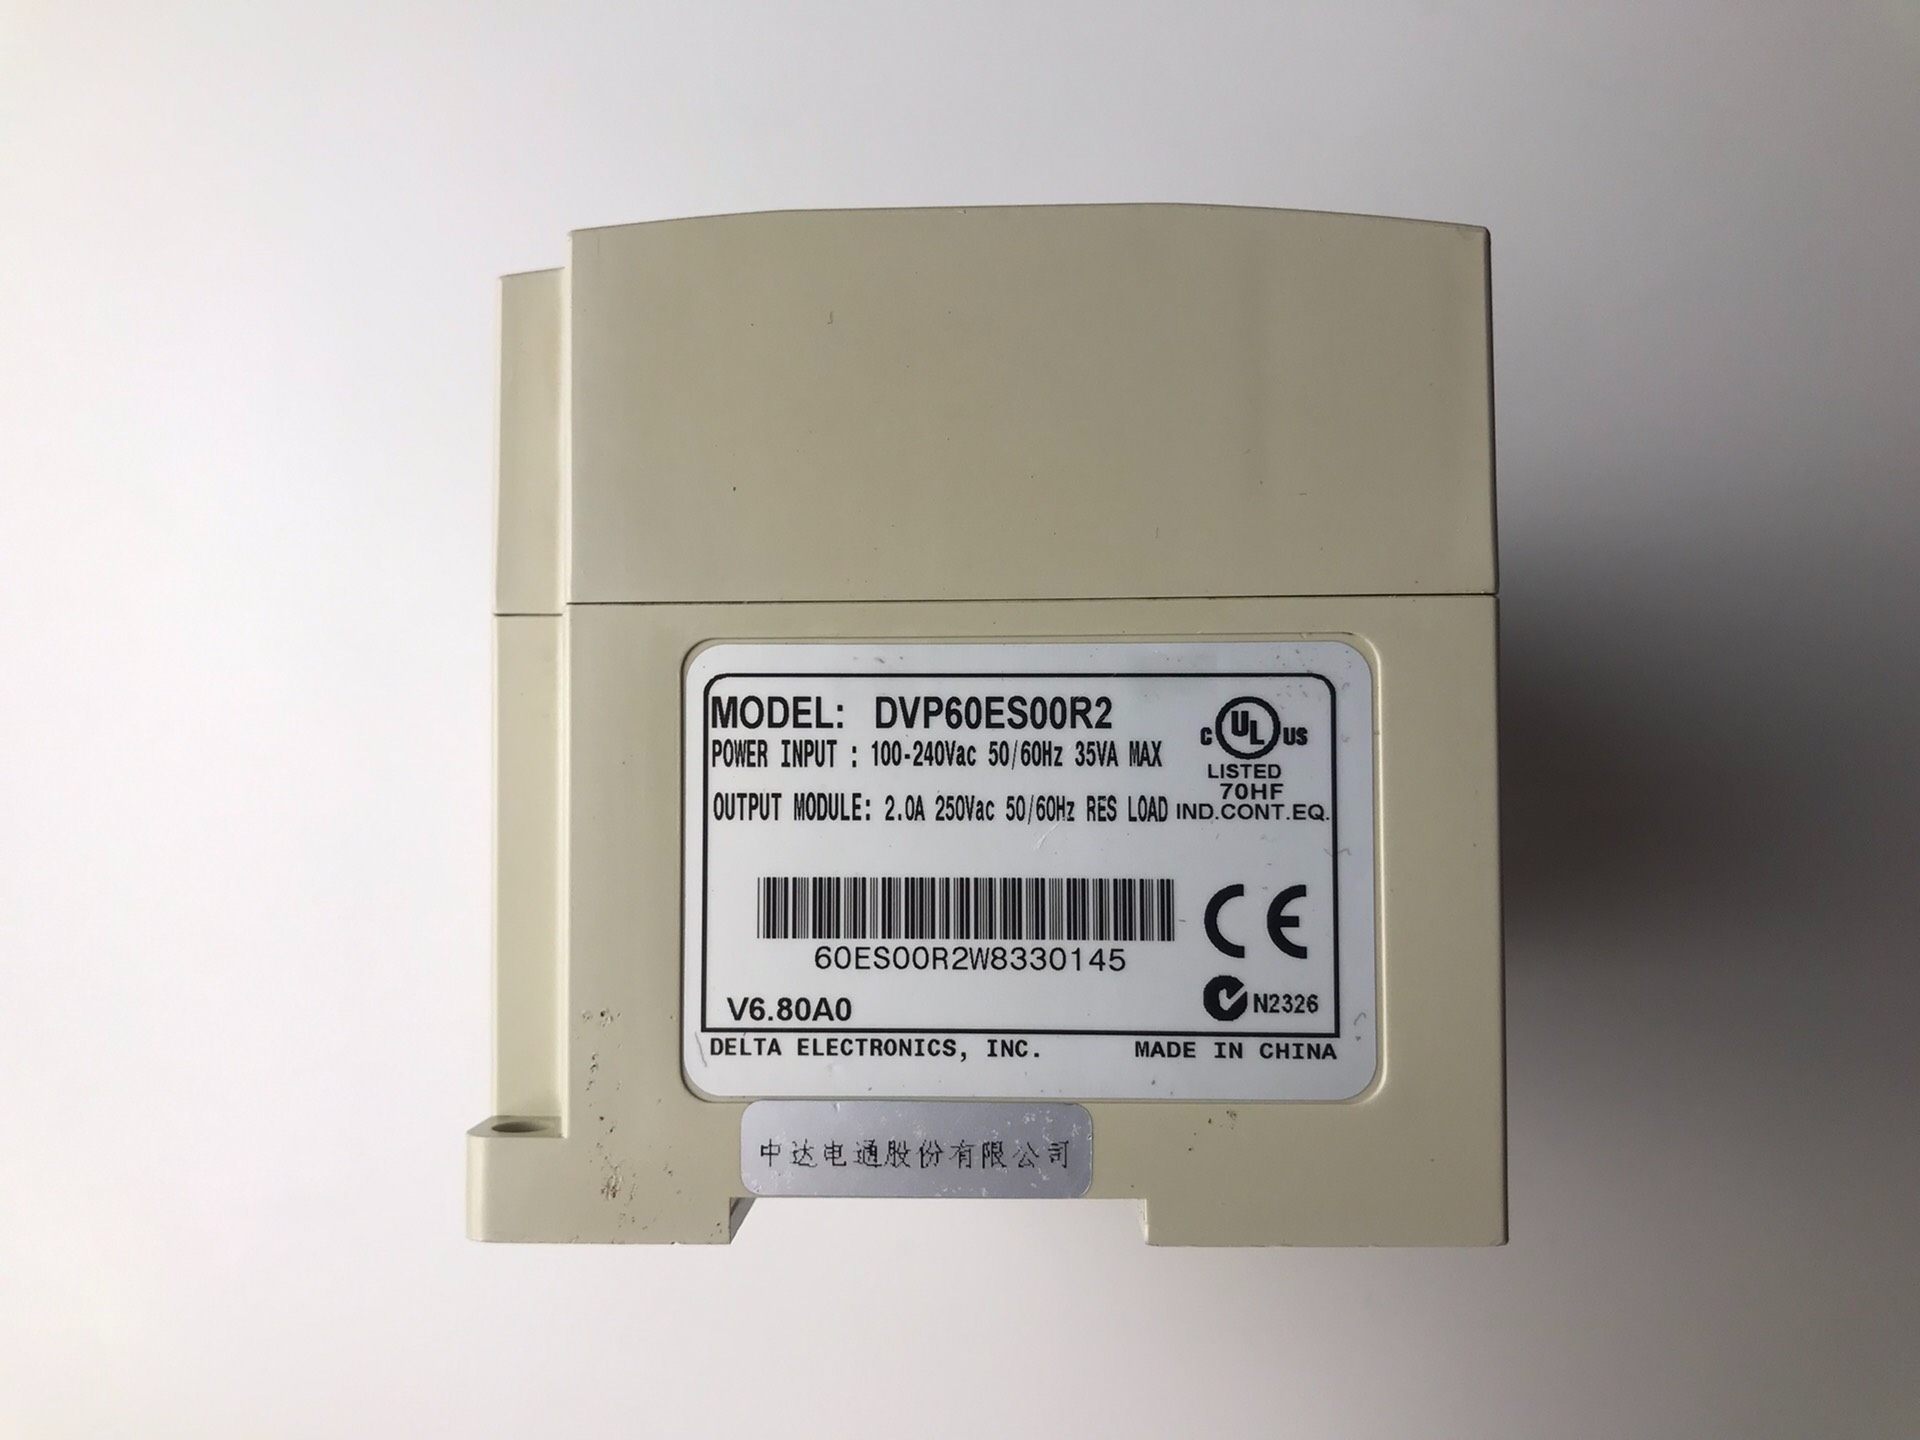 MODEL: DVP60ES00R2
POWER INPUT : 100-240Vac 50/60Hz 35VA MAX
OUTPUT MODULE: 2.0A 250Vac 50/60Hz RES LOAD
C UL US
LISTED
70HF
IND.CONT.EQ.
60ES00R2W8330145
CE
V6.80A0
N2326
DELTA ELECTRONICS, INC. MADE IN CHINA
中达电通股份有限公司